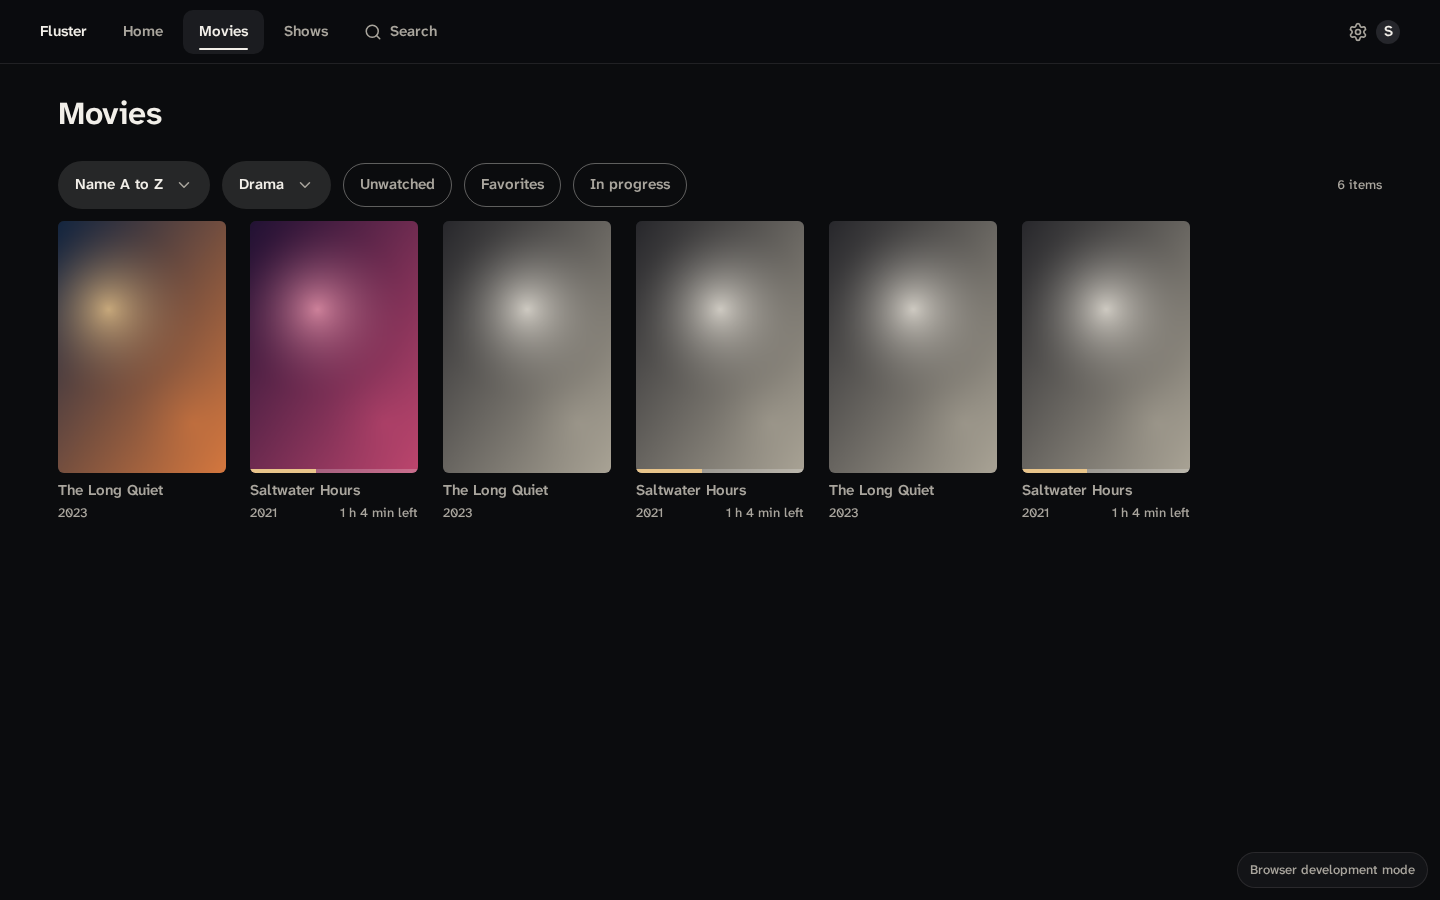 Fluster Home Movies Shows Search S
Movies
Name A to Z Drama Unwatched Favorites In progress 6 items
The Long Quiet Saltwater Hours The Long Quiet Saltwater Hours The Long Quiet Saltwater Hours
2023 2021 1 h 4 min left 2023 2021 1 h 4 min left 2023 2021 1 h 4 min left
Browser development mode